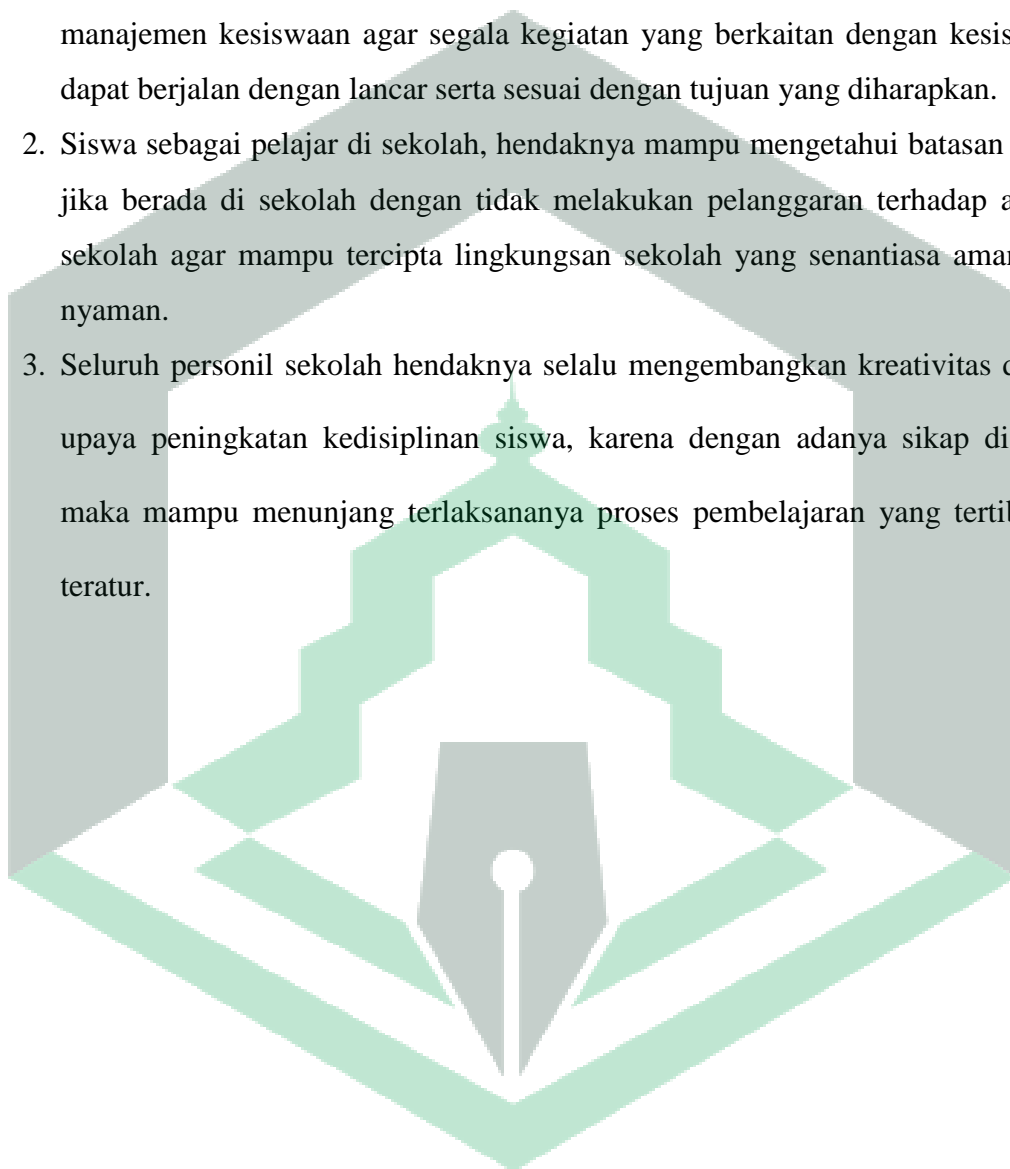 manajemen kesiswaan agar segala kegiatan yang berkaitan dengan kesis
dapat berjalan dengan lancar serta sesuai dengan tujuan yang diharapkan.
2. Siswa sebagai pelajar di sekolah, hendaknya mampu mengetahui batasan
jika berada di sekolah dengan tidak melakukan pelanggaran terhadap a
sekolah agar mampu tercipta lingkungsan sekolah yang senantiasa aman
nyaman.
3. Seluruh personil sekolah hendaknya selalu mengembangkan kreativitas d
upaya peningkatan kedisiplinan siswa, karena dengan adanya sikap di
maka mampu menunjang terlaksananya proses pembelajaran yang tertib
teratur.